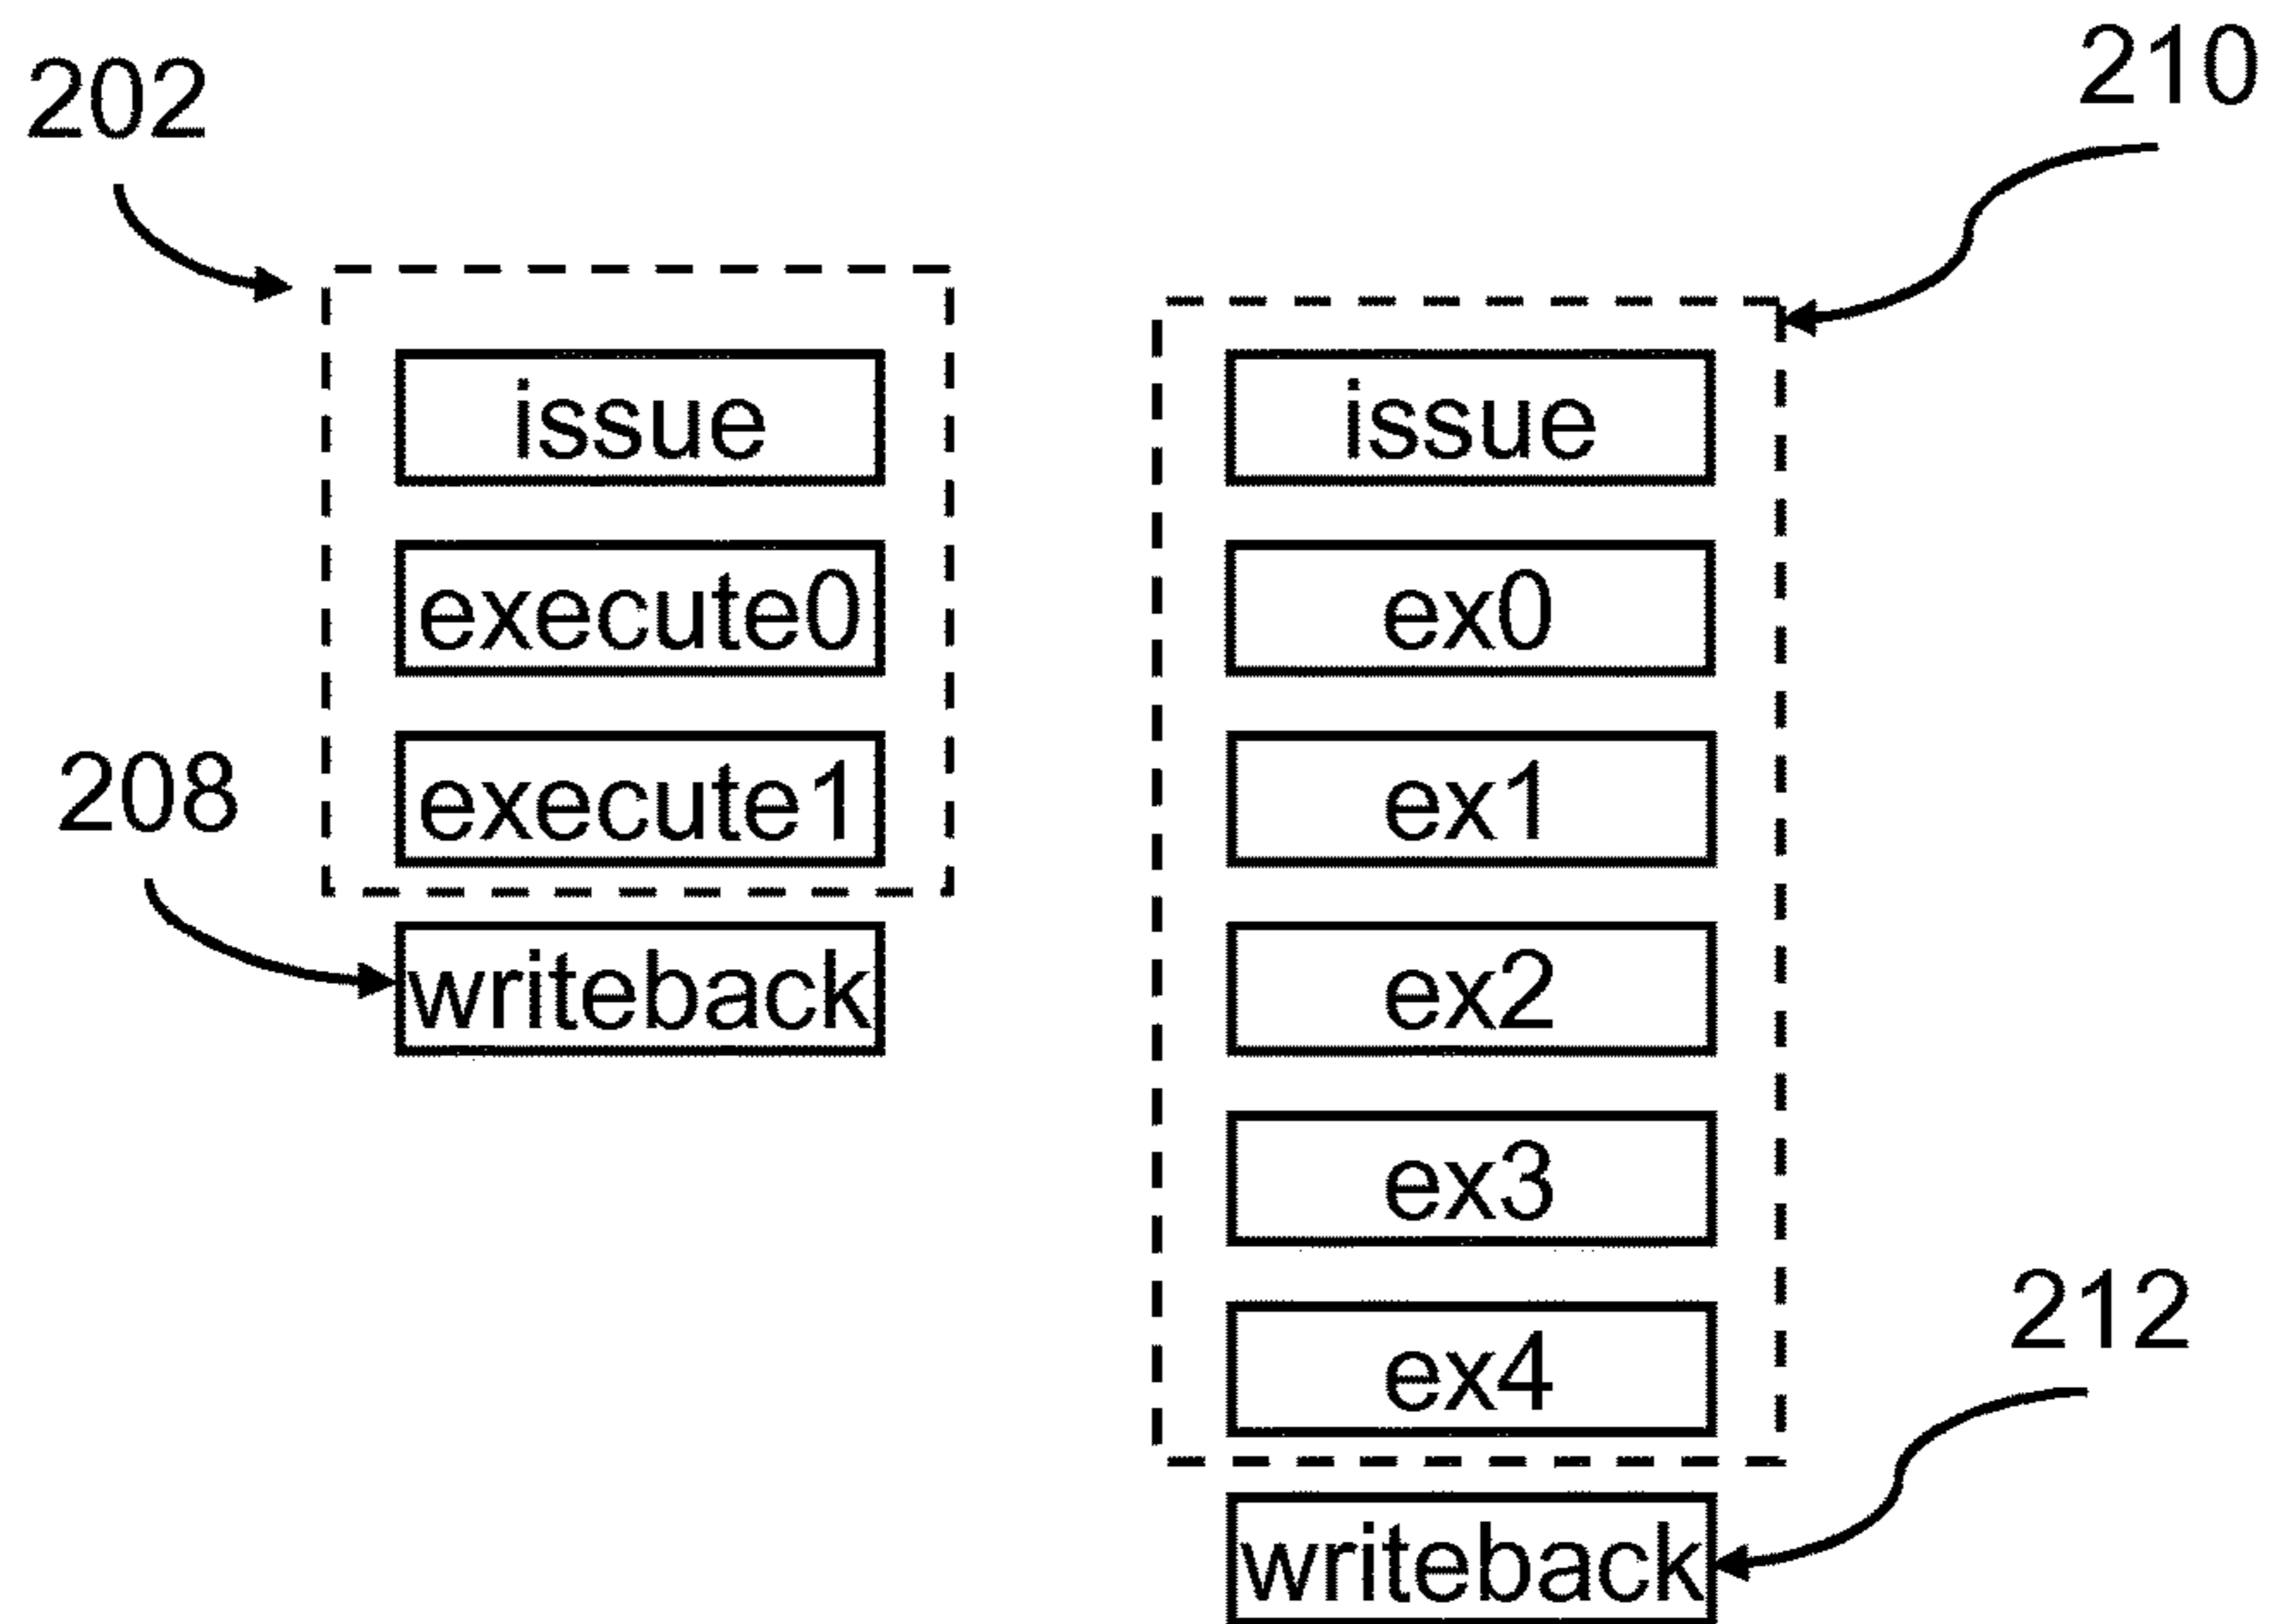 202
210
issue
execute0
execute1
208
writeback
issue
ex0
ex1
ex2
ex3
ex4
212
writeback